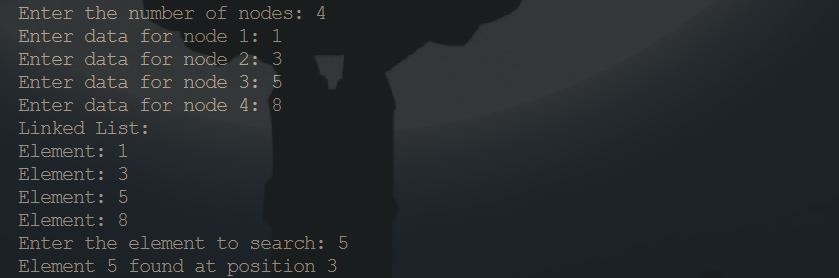 Enter the number of nodes: 4
Enter data for node 1: 1
Enter data for node 2: 3
Enter data for node 3: 5
Enter data for node 4: 8
Linked List:
Element: 1
Element: 3
Element: 5
Element: 8
Enter the element to search: 5
Element 5 found at position 3